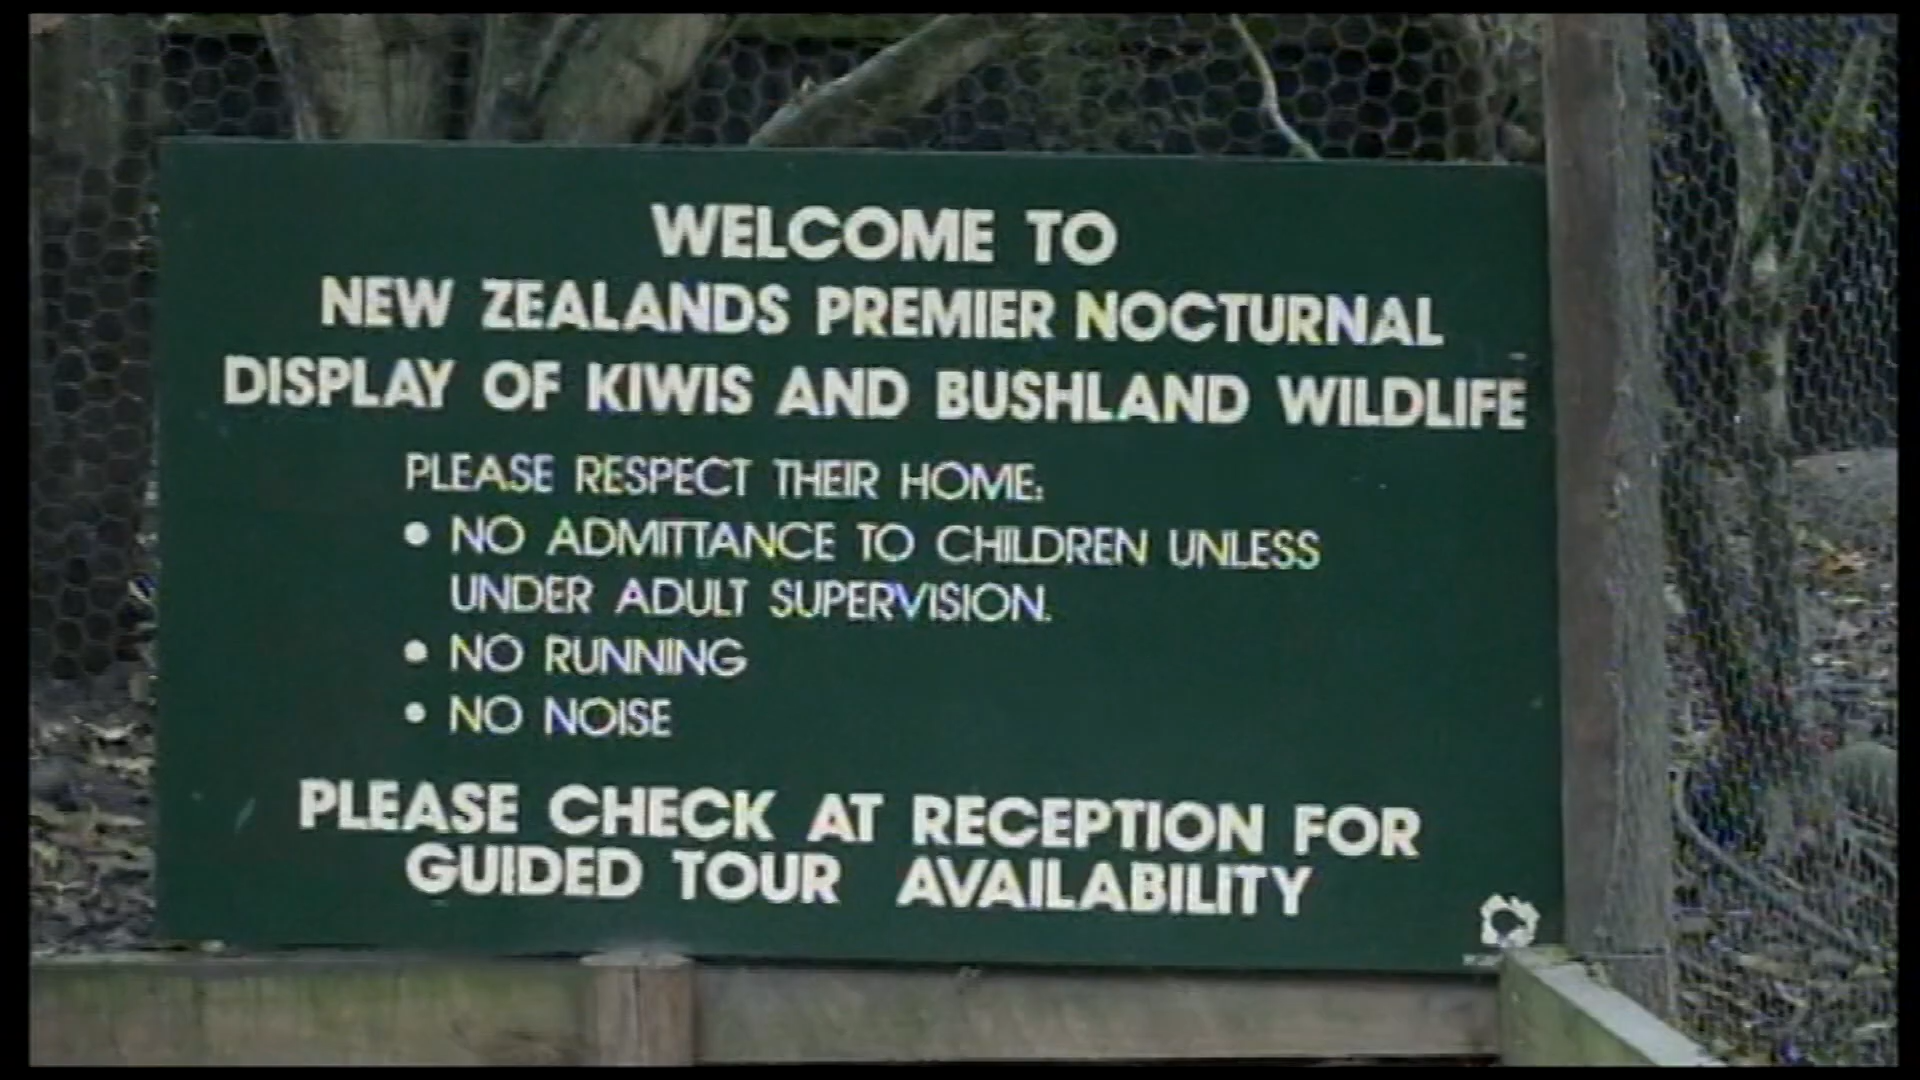 WELCOME TO
NEW ZEALANDS PREMIER NOCTURNAL
DISPLAY OF KIWIS AND BUSHLAND WILDLIFE
PLEASE RESPECT THEIR HOME:
• NO ADMITTANCE TO CHILDREN UNLESS
UNDER ADULT SUPERVISION.
• NO RUNNING
• NO NOISE
PLEASE CHECK AT RECEPTION FOR
GUIDED TOUR AVAILABILITY